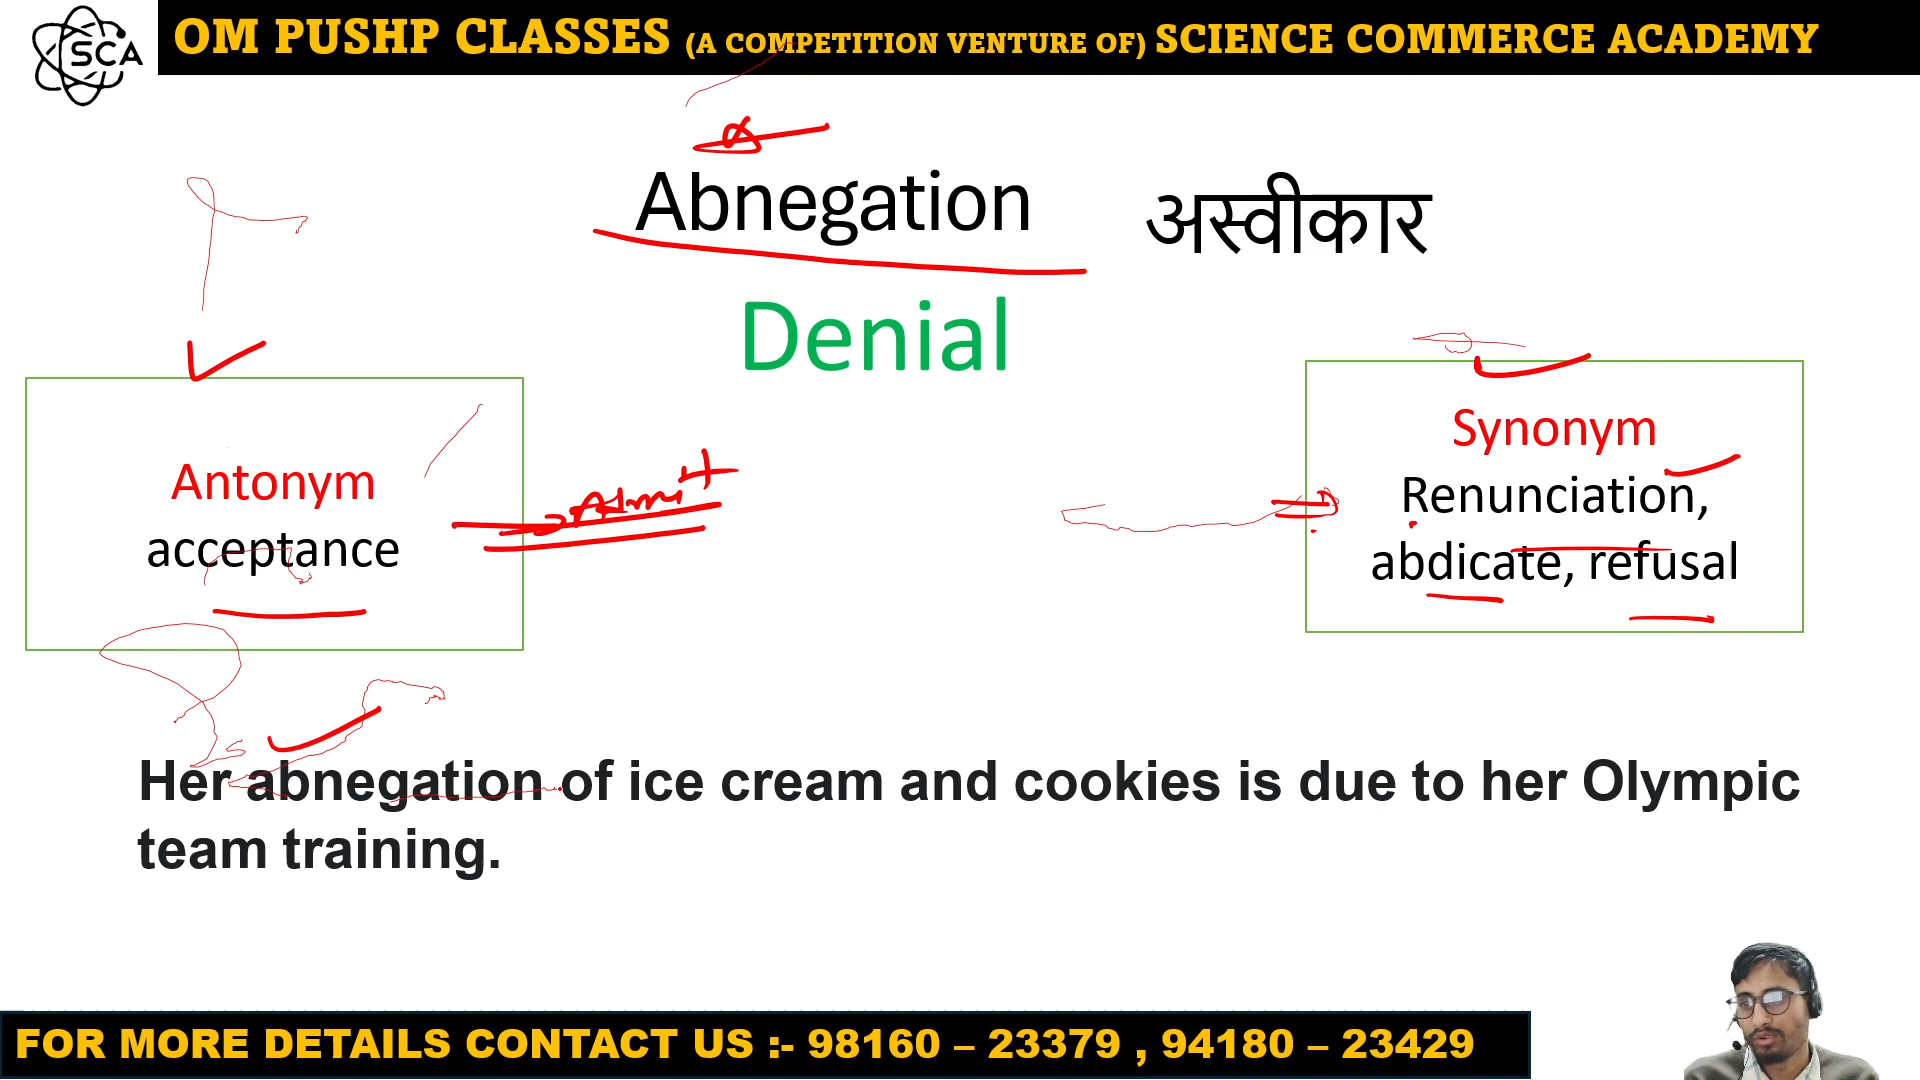 SCA
OM PUSHP CLASSES (A COMPETITION VENTURE OF) SCIENCE COMMERCE ACADEMY
Abnegation अस्वीकार
Denial
Antonym
acceptance
Admit
Synonym
Renunciation,
abdicate, refusal
Her abnegation of ice cream and cookies is due to her Olympic
team training.
FOR MORE DETAILS CONTACT US :- 98160 – 23379 , 94180 – 23429